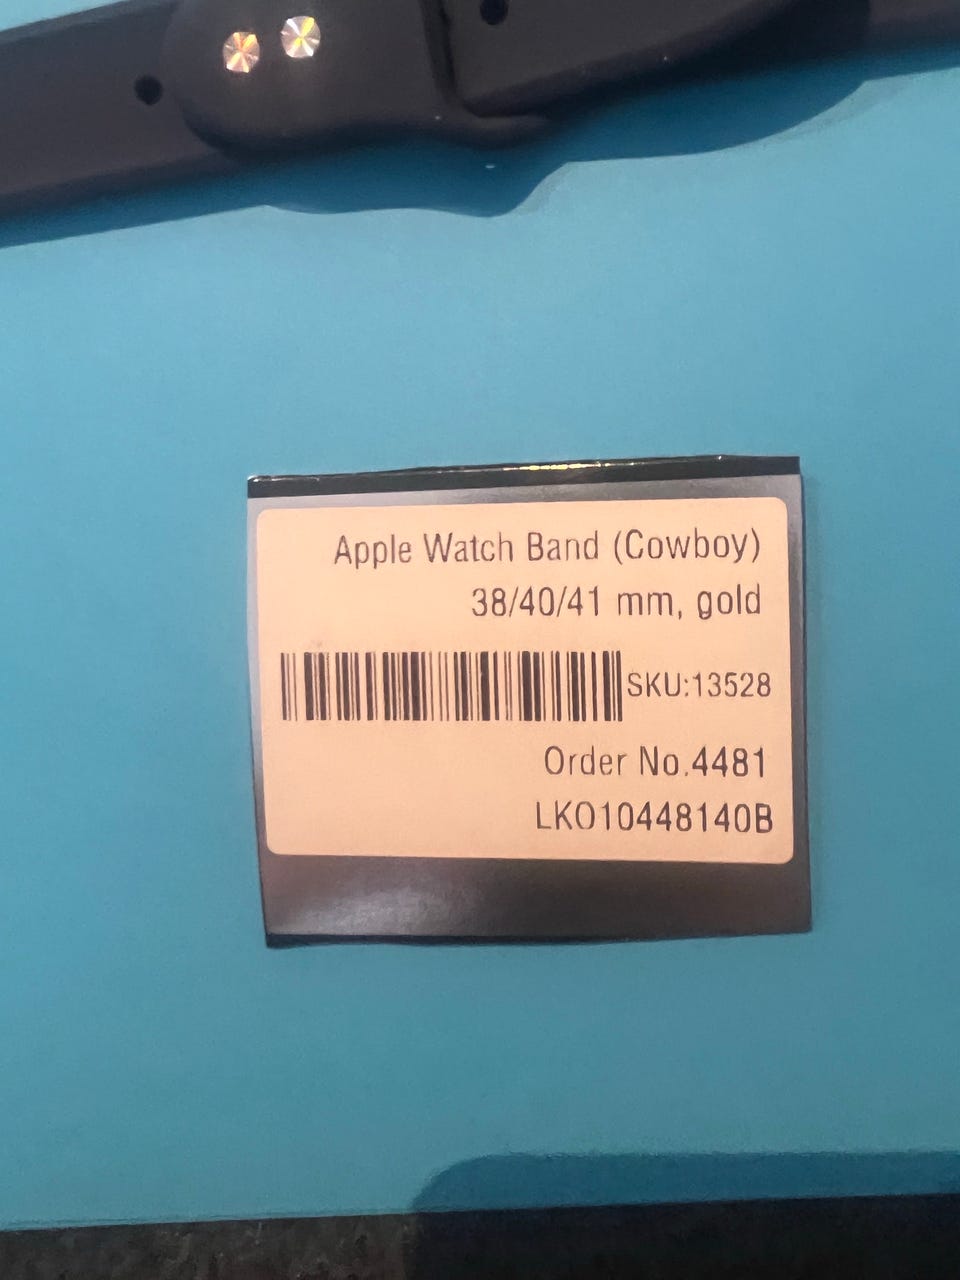 Apple Watch Band (Cowboy)
38/40/41 mm, gold
SKU:13528
Order No.4481
LKO10448140B